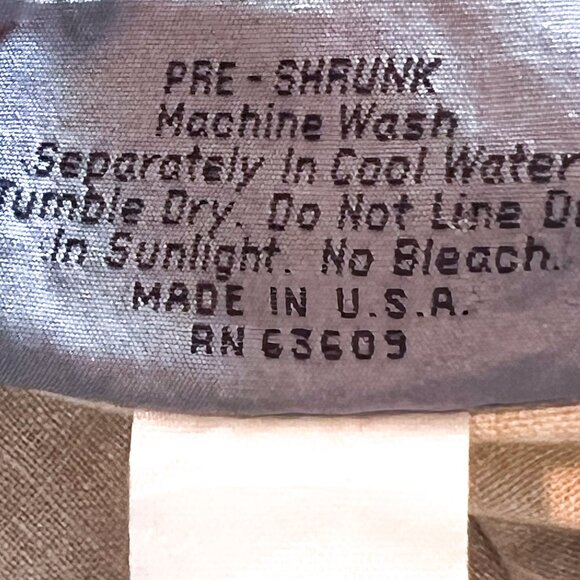 PRE-SHRUNK
Machine Wash
Separately In Cool Water
Tumble Dry. Do Not Line
In Sunlight. No Bleach.
MADE IN U.S.A.
RN 63609